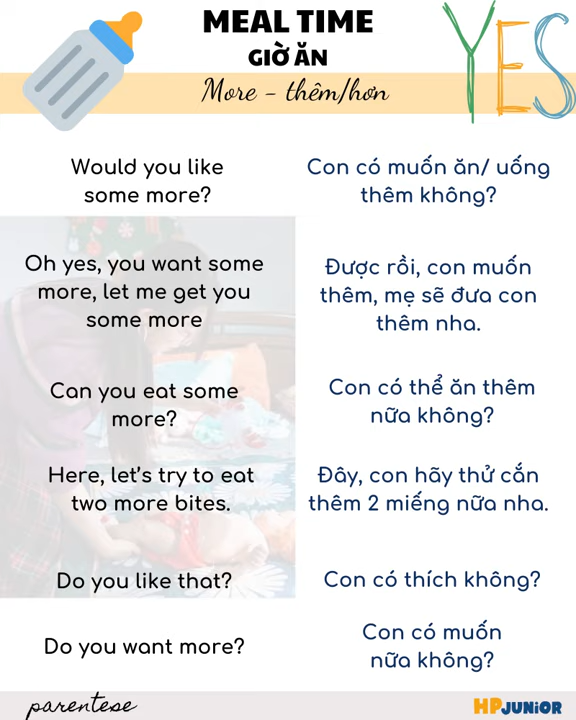 MEAL TIME
GIỜ ĂN
More - thêm/hơn
YES
Would you like
some more?
Con có muốn ăn/ uống
thêm không?
Oh yes, you want some
more, let me get you
some more
Được rồi, con muốn
thêm, mẹ sẽ đưa con
thêm nha.
Can you eat some
more?
Con có thể ăn thêm
nữa không?
Here, let's try to eat
two more bites.
Đây, con hãy thử cắn
thêm 2 miếng nữa nha.
Do you like that?
Con có thích không?
Do you want more?
Con có muốn
nữa không?
parentese
HPJUNiOR